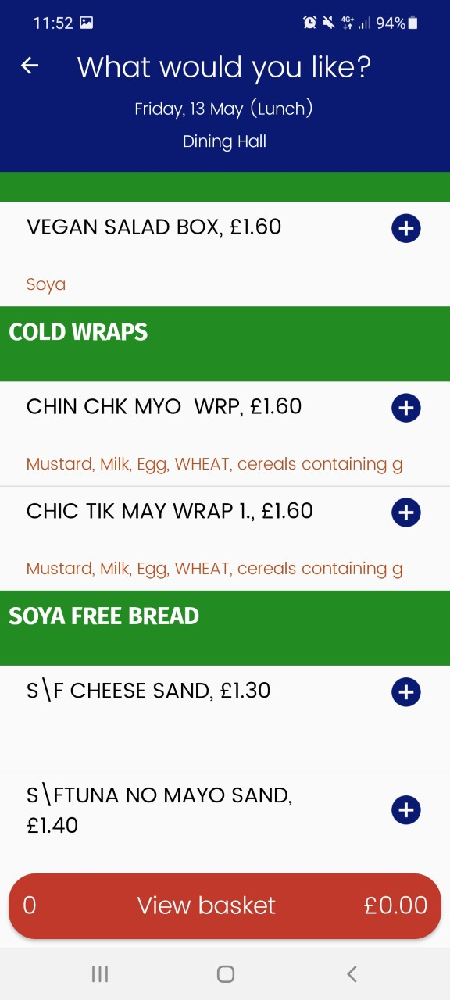 11:52
4G+
94%
What would you like?
Friday, 13 May (Lunch)
Dining Hall
VEGAN SALAD BOX, £1.60
Soya
COLD WRAPS
CHIN CHK MYO  WRP, £1.60
Mustard, Milk, Egg, WHEAT, cereals containing g
CHIC TIK MAY WRAP 1., £1.60
Mustard, Milk, Egg, WHEAT, cereals containing g
SOYA FREE BREAD
S\F CHEESE SAND, £1.30
S\FTUNA NO MAYO SAND,
£1.40
0 View basket £0.00